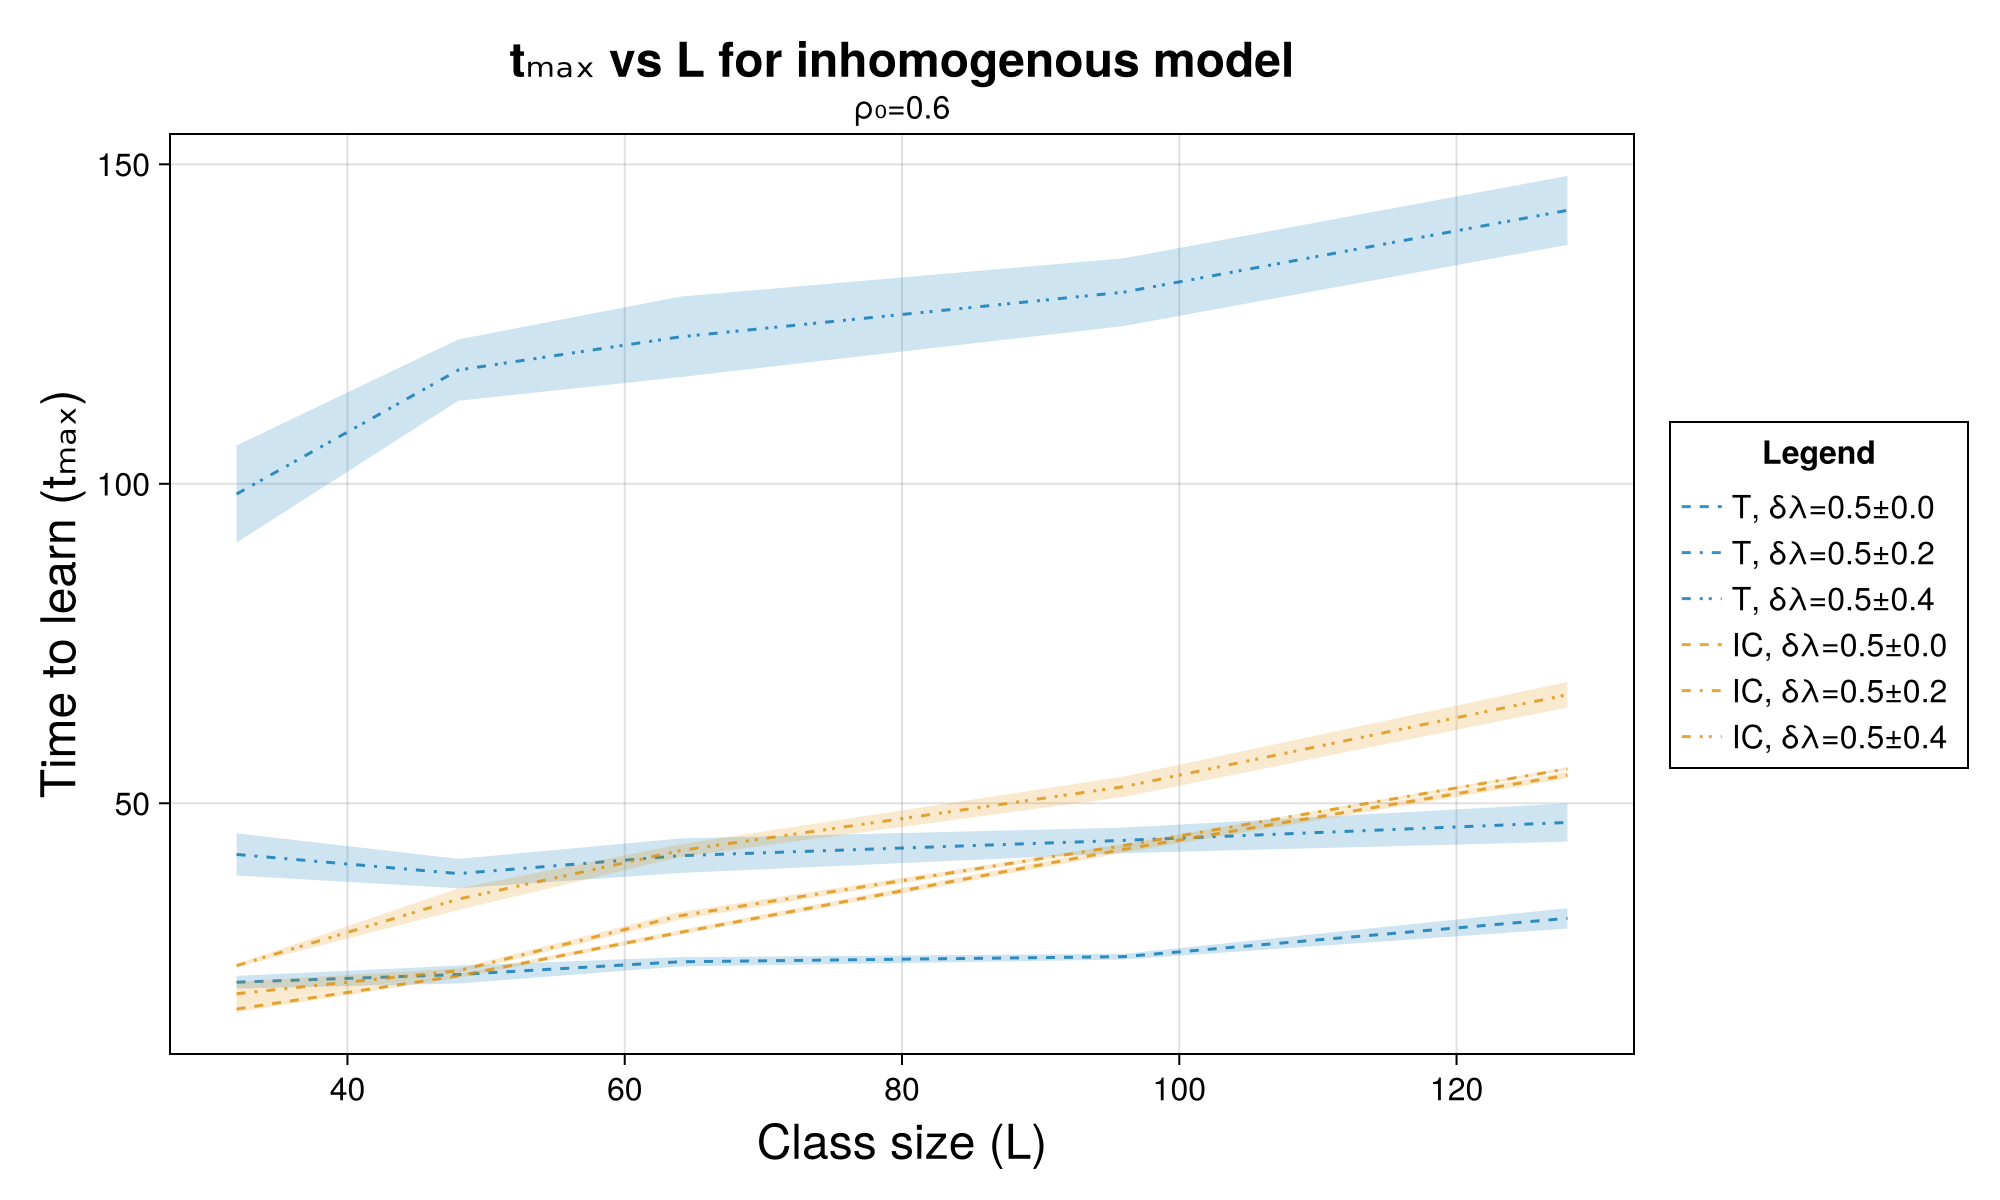 tₘₐₓ vs L for inhomogenous model
ρ₀=0.6
150
100
50
Time to learn (tₘₐₓ)
40 60 80 100 120
Class size (L)
Legend
T, δλ=0.5±0.0
T, δλ=0.5±0.2
T, δλ=0.5±0.4
IC, δλ=0.5±0.0
IC, δλ=0.5±0.2
IC, δλ=0.5±0.4